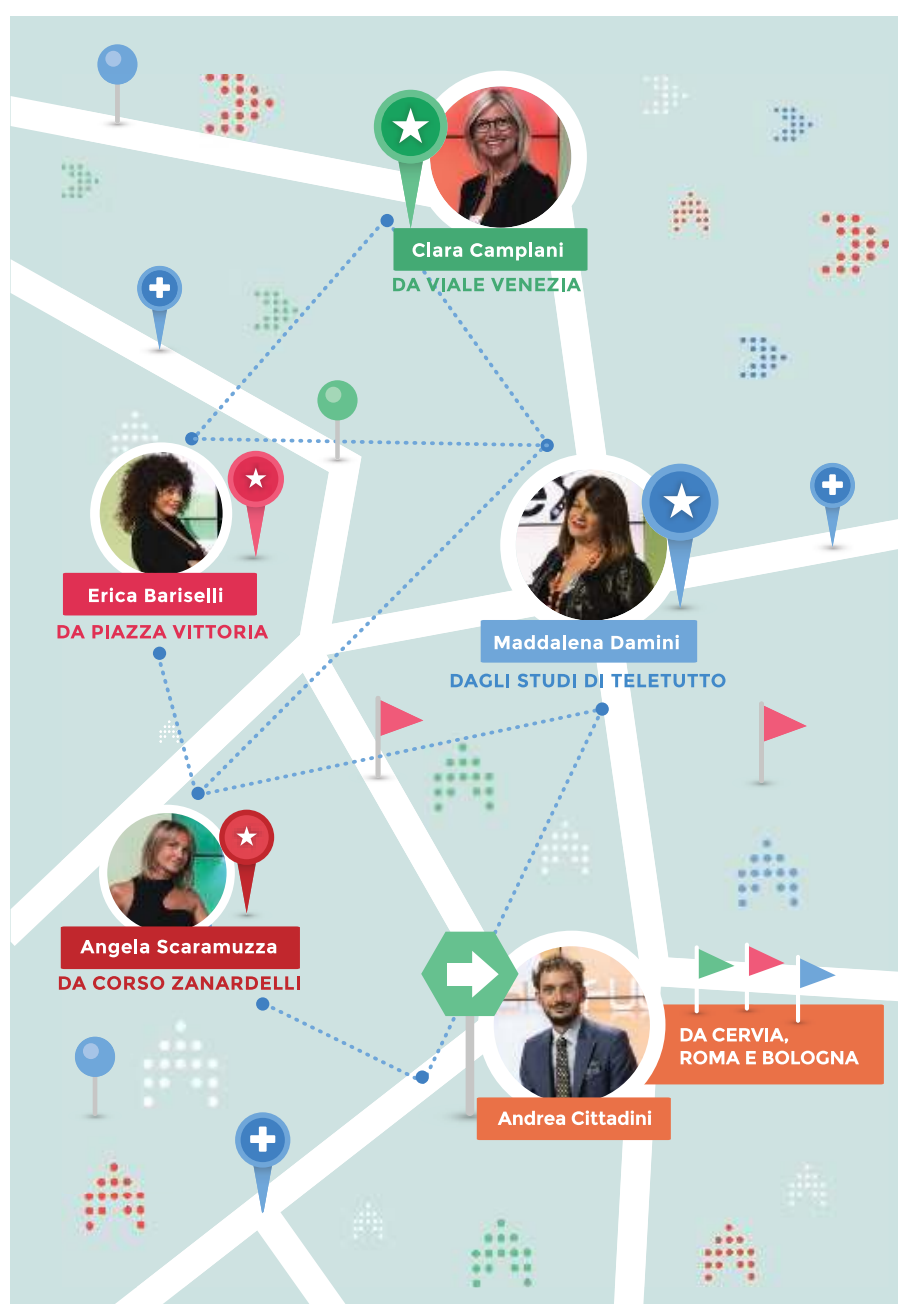 Clara Camplani
DA VIALE VENEZIA
Erica Bariselli
DA PIAZZA VITTORIA
Maddalena Damini
DAGLI STUDI DI TELETUTTO
Angela Scaramuzza
DA CORSO ZANARDELLI
DA CERVIA,
ROMA E BOLOGNA
Andrea Cittadini